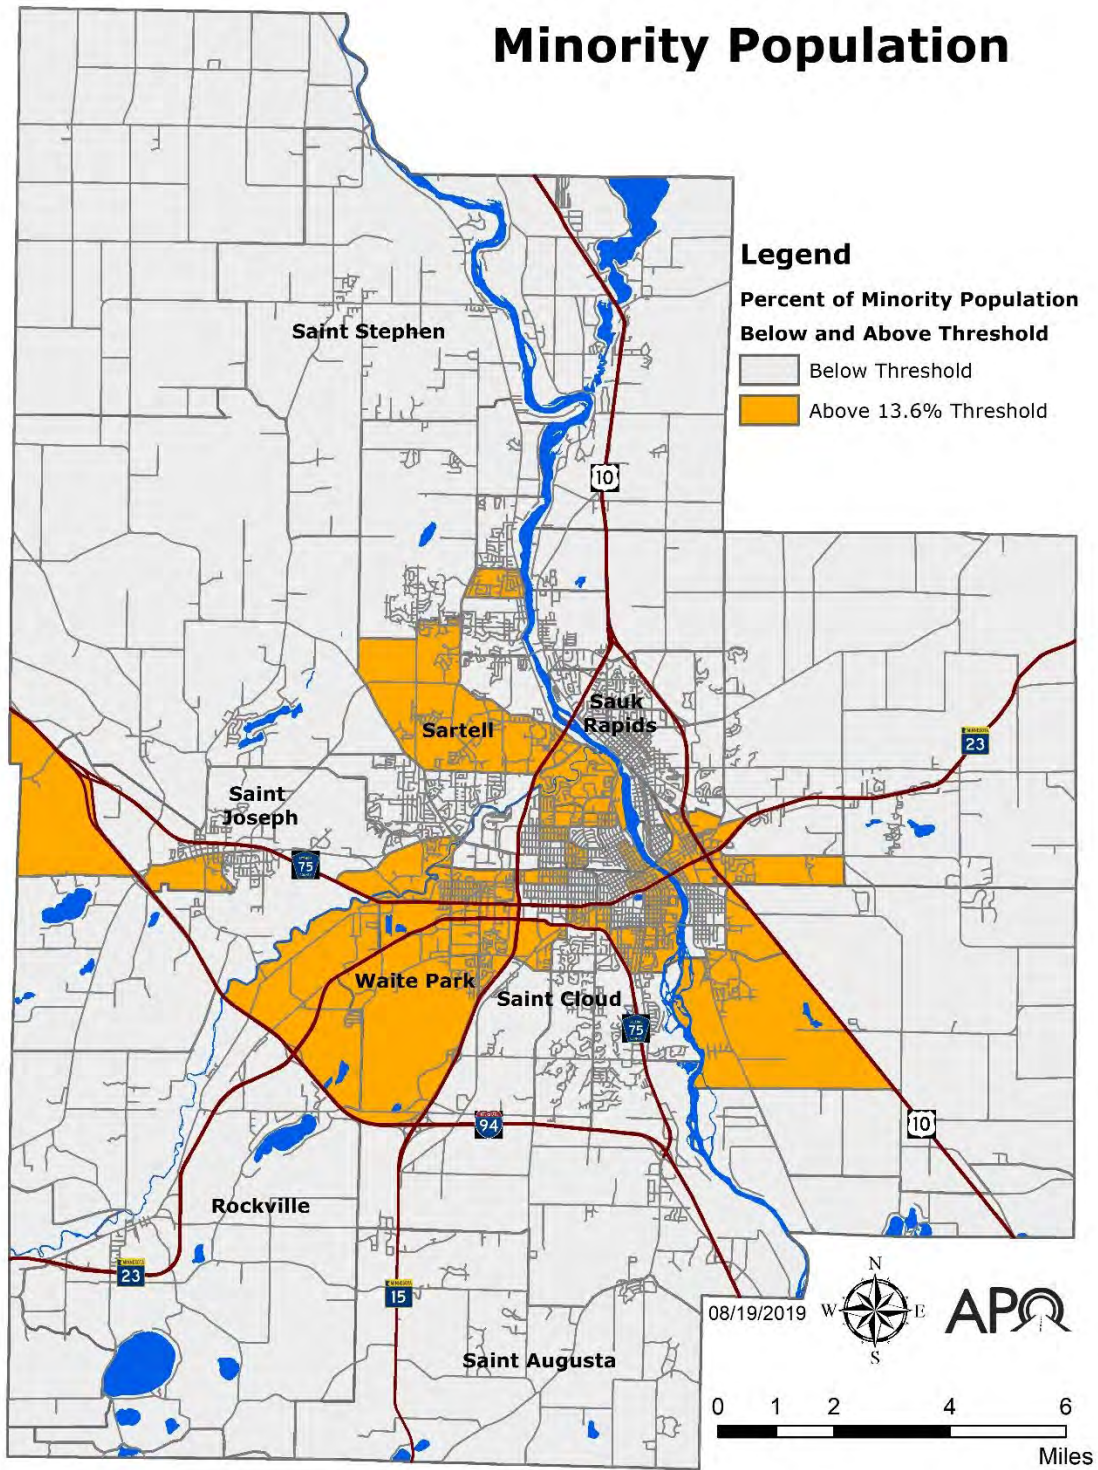 Minority Population
Legend
Percent of Minority Population
Below and Above Threshold
Below Threshold
Above 13.6% Threshold
Saint Stephen
10
Sauk
Rapids
Sartell
23
Saint
Joseph
75
Waite Park
Saint Cloud
75
94
10
Rockville
23
15
Saint Augusta
08/19/2019
N
W
E
S
APO
0 1 2 4 6
Miles